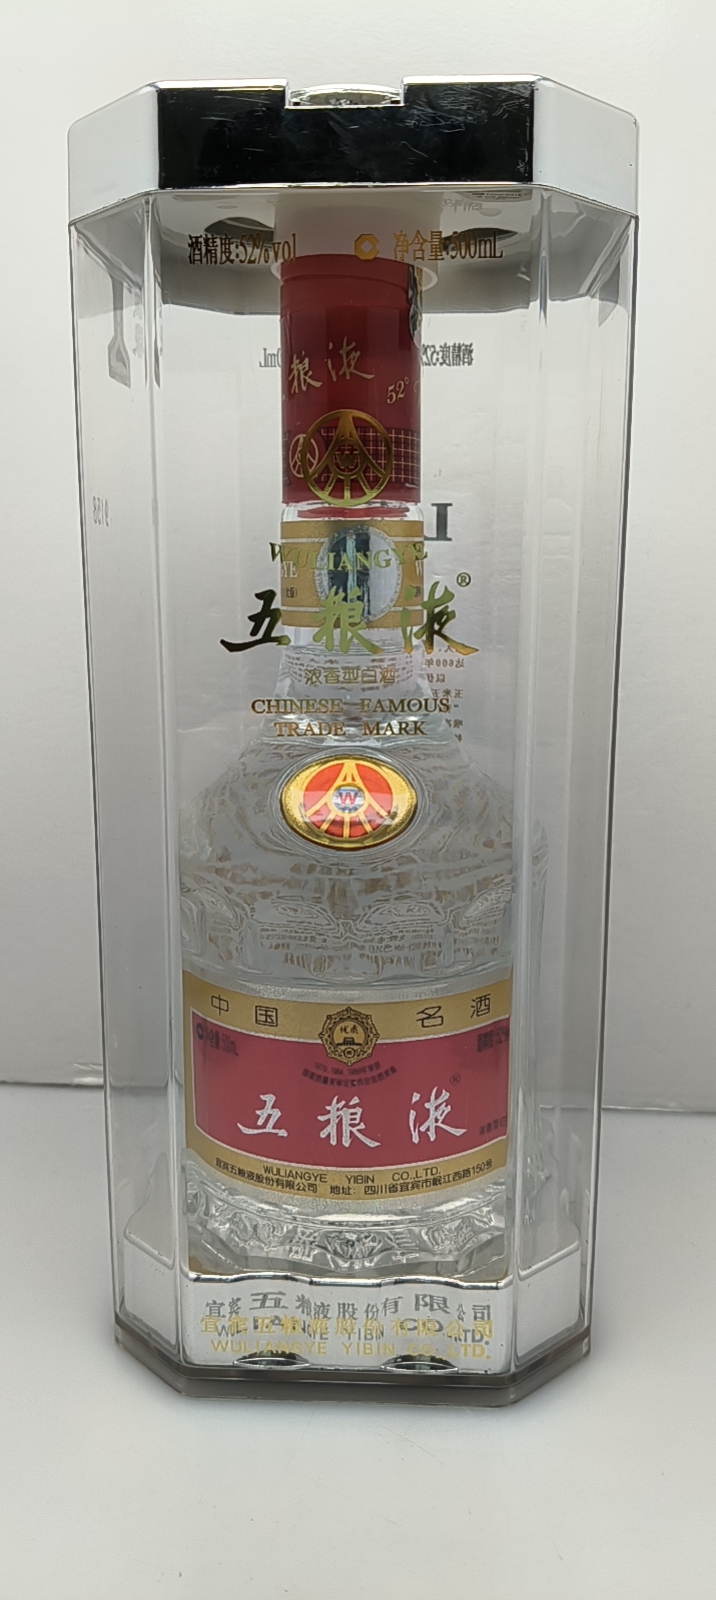 酒精度:52%vol 净含量:500mL
粮液
52°
WULIANGYE
五粮液®
浓香型白酒
CHINESE FAMOUS
TRADE MARK
W
中国 名酒
优质
五粮液®
WULIANGYE YIBIN CO.,LTD.
宜宾五粮液股份有限公司 地址: 四川省宜宾市岷江西路150号
宜宾五粮液股份有限公司
WULIANGYE YIBIN CO.,LTD.
9158